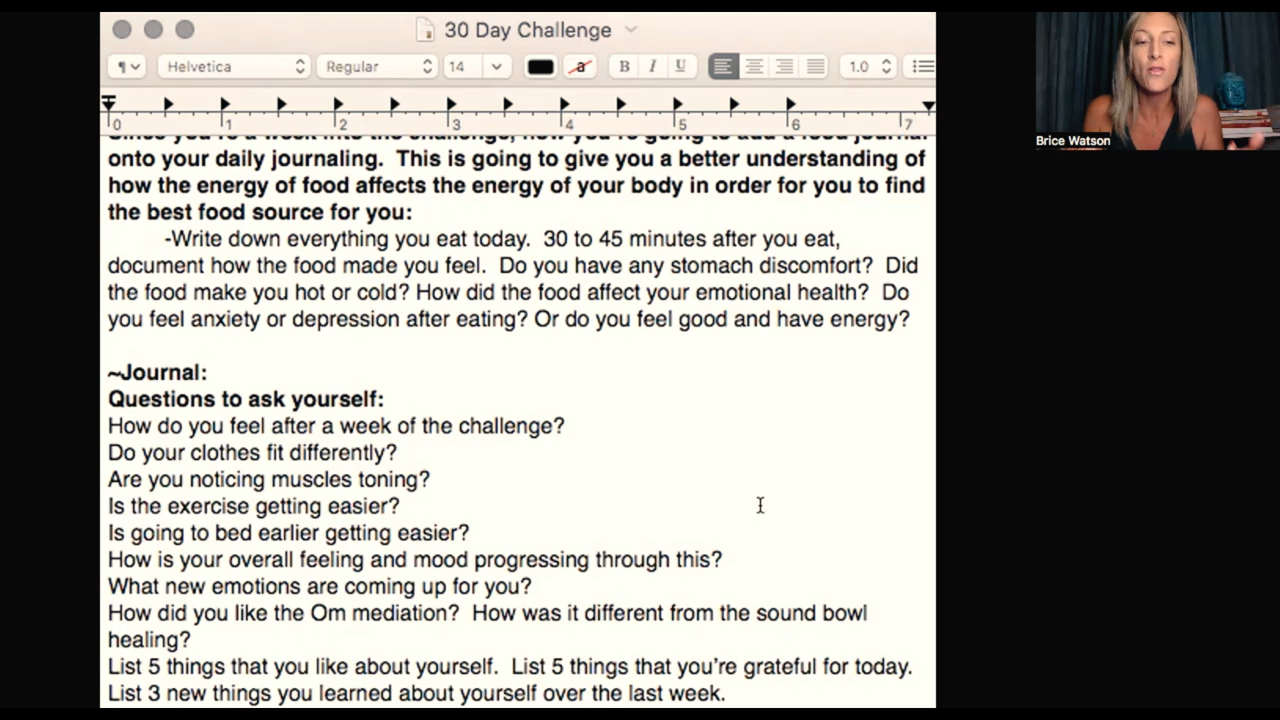 30 Day Challenge
¶ Helvetica Regular 14 a B I U 1.0
0 1 2 3 4 5 6 7
onto your daily journaling. This is going to give you a better understanding of
how the energy of food affects the energy of your body in order for you to find
the best food source for you:
-Write down everything you eat today. 30 to 45 minutes after you eat,
document how the food made you feel. Do you have any stomach discomfort? Did
the food make you hot or cold? How did the food affect your emotional health? Do
you feel anxiety or depression after eating? Or do you feel good and have energy?
~Journal:
Questions to ask yourself:
How do you feel after a week of the challenge?
Do your clothes fit differently?
Are you noticing muscles toning?
Is the exercise getting easier?
Is going to bed earlier getting easier?
How is your overall feeling and mood progressing through this?
What new emotions are coming up for you?
How did you like the Om mediation? How was it different from the sound bowl
healing?
List 5 things that you like about yourself. List 5 things that you're grateful for today.
List 3 new things you learned about yourself over the last week.
Brice Watson